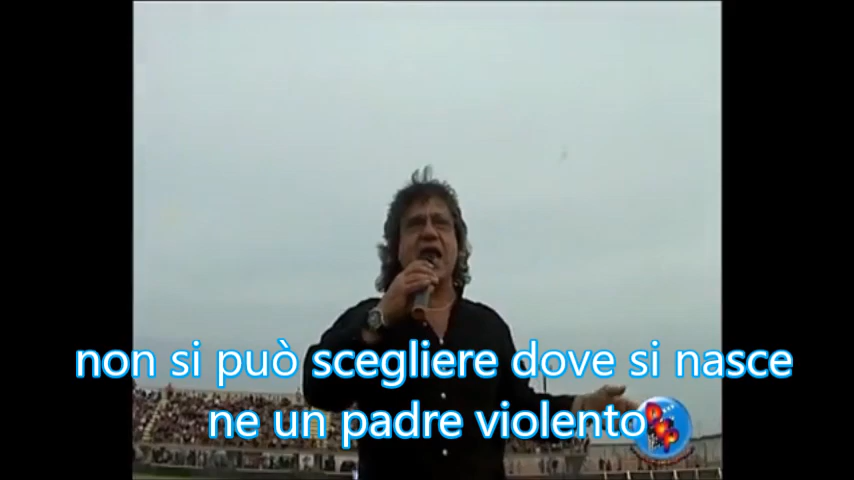 non si può scegliere dove si nasce
ne un padre violento